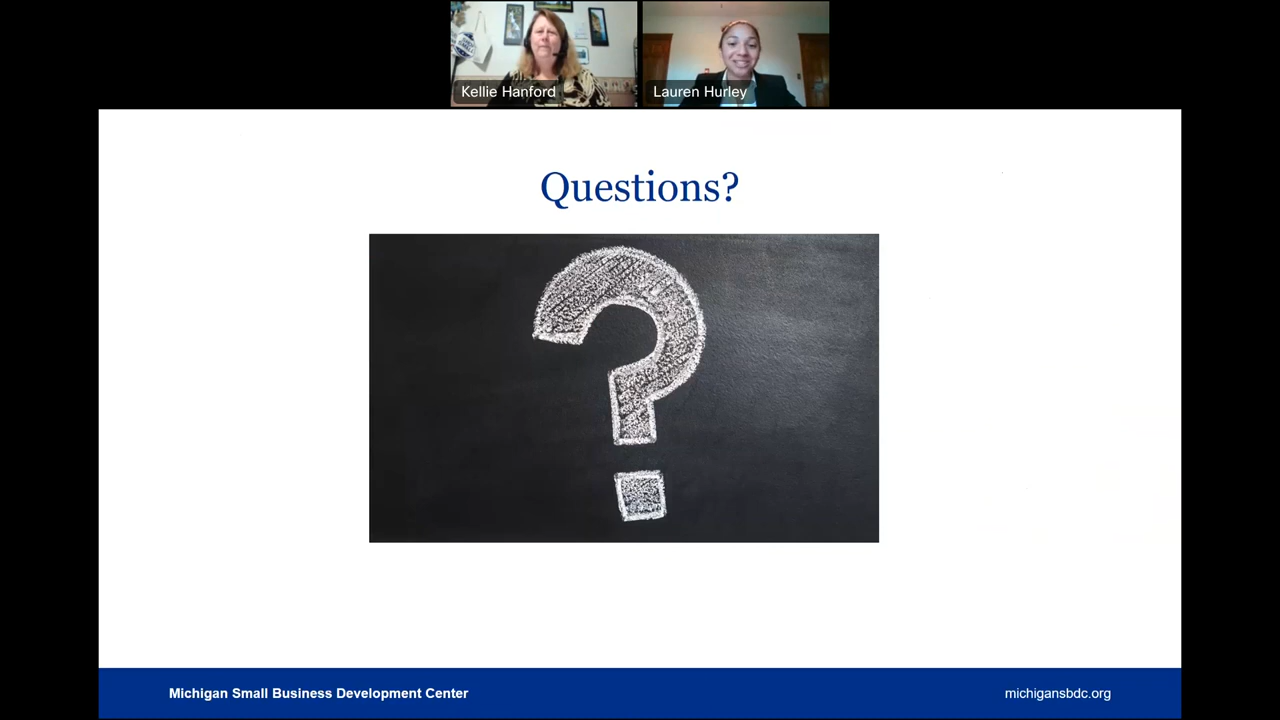 Kellie Hanford
Lauren Hurley
Questions?
?
Michigan Small Business Development Center
michigansbdc.org